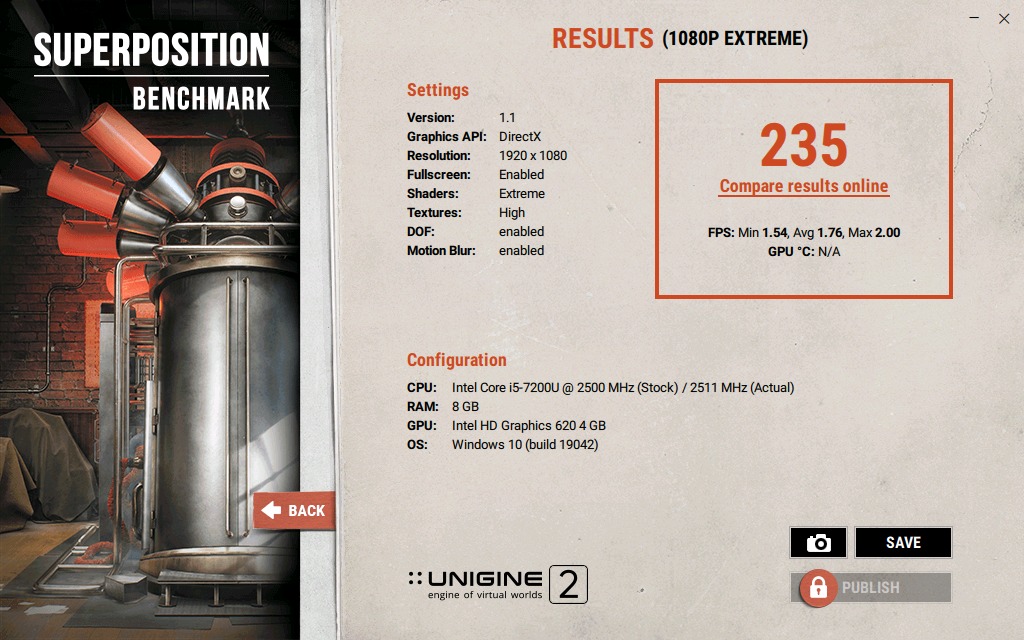 SUPERPOSITION
BENCHMARK
RESULTS (1080P EXTREME)
Settings
Version: 1.1
Graphics API: DirectX
Resolution: 1920 x 1080
Fullscreen: Enabled
Shaders: Extreme
Textures: High
DOF: enabled
Motion Blur: enabled
235
Compare results online
FPS: Min 1.54, Avg 1.76, Max 2.00
GPU °C: N/A
Configuration
CPU: Intel Core i5-7200U @ 2500 MHz (Stock) / 2511 MHz (Actual)
RAM: 8 GB
GPU: Intel HD Graphics 620 4 GB
OS: Windows 10 (build 19042)
BACK
SAVE
PUBLISH
UNIGINE 2
engine of virtual worlds